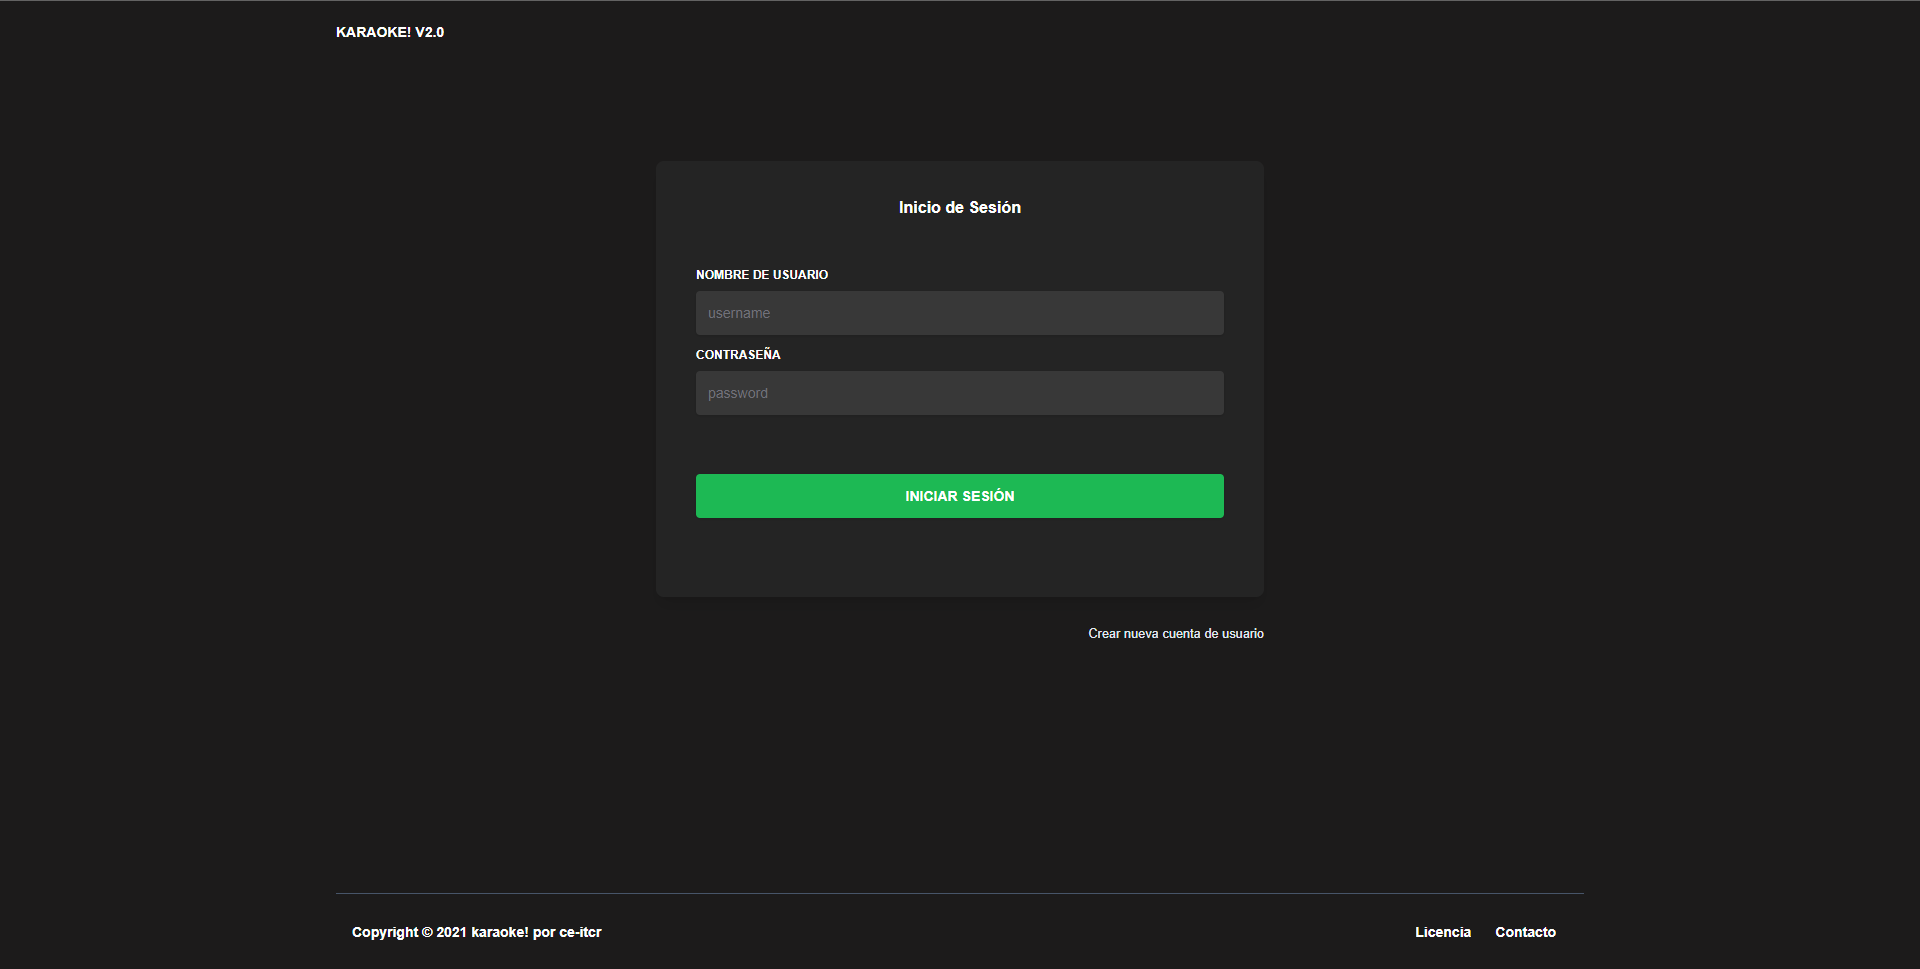 KARAOKE! V2.0
Inicio de Sesión
NOMBRE DE USUARIO
username
CONTRASEÑA
password
INICIAR SESIÓN
Crear nueva cuenta de usuario
Copyright © 2021 karaoke! por ce-itcr
Licencia Contacto